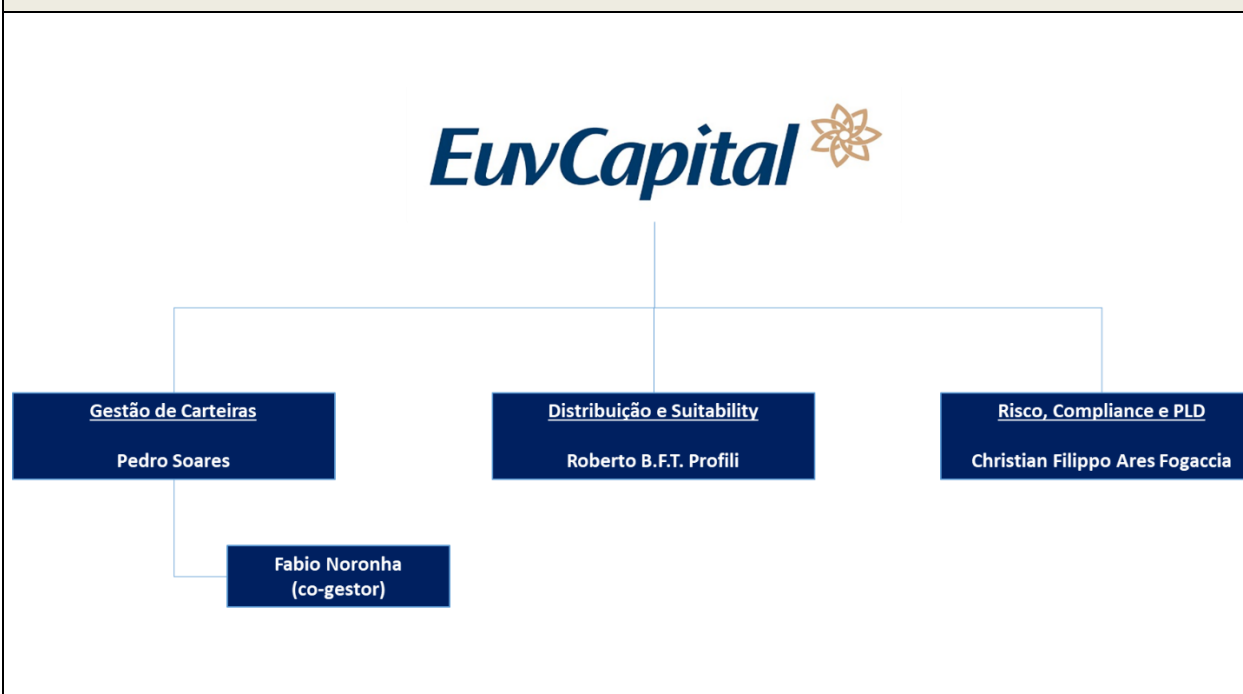 EuvCapital
Gestão de Carteiras
Pedro Soares
Distribuição e Suitability
Roberto B.F.T. Profili
Risco, Compliance e PLD
Christian Filippo Ares Fogaccia
Fabio Noronha
(co-gestor)